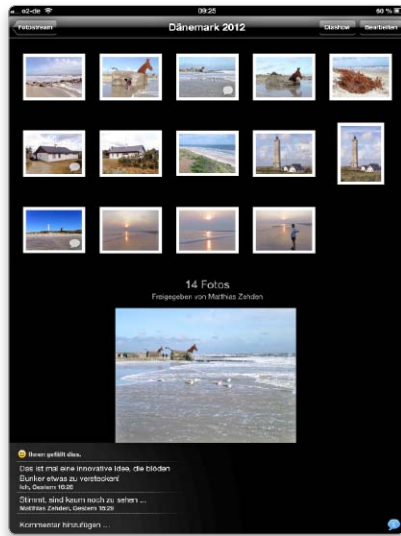 o2-de 09:25 60 %
Fotostream Dänemark 2012 Diashow Bearbeiten
14 Fotos
Freigegeben von Matthias Zehden
Ihnen gefällt dies.
Das ist mal eine innovative Idee, die blöden
Bunker etwas zu verstecken!
Ich, Gestern 16:25
Stimmt, sind kaum noch zu sehen ...
Matthias Zehden, Gestern 16:29
Kommentar hinzufügen ...